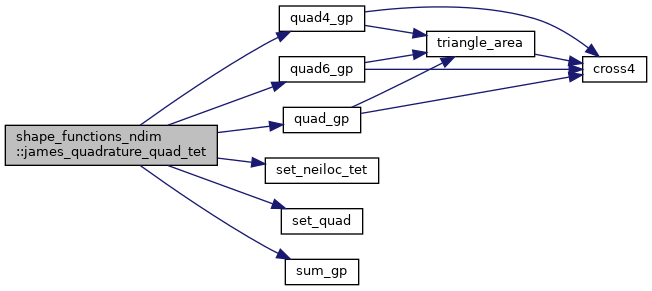 shape_functions_ndim
::james_quadrature_quad_tet
quad4_gp
quad6_gp
quad_gp
set_neiloc_tet
set_quad
sum_gp
triangle_area
cross4